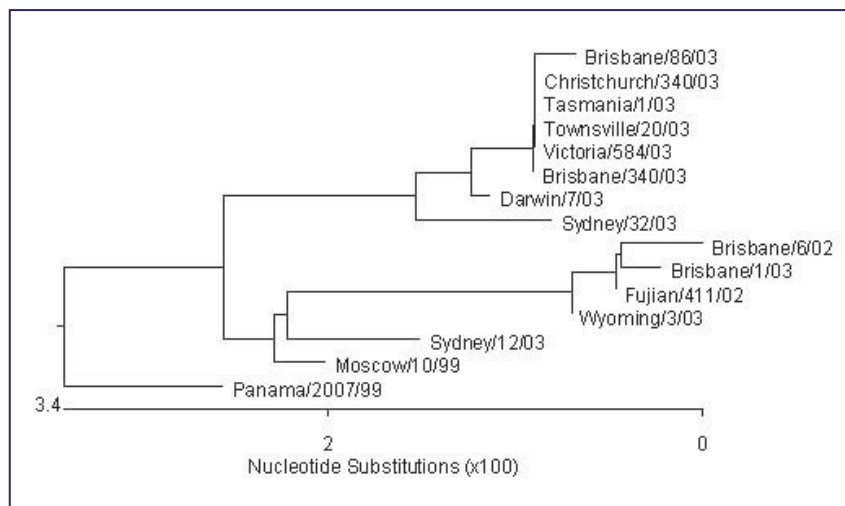 Brisbane/86/03
Christchurch/340/03
Tasmania/1/03
Townsville/20/03
Victoria/584/03
Brisbane/340/03
Darwin/7/03
Sydney/32/03
Brisbane/6/02
Brisbane/1/03
Fujian/411/02
Wyoming/3/03
Sydney/12/03
Moscow/10/99
Panama/2007/99
3.4
2 0
Nucleotide Substitutions (x100)